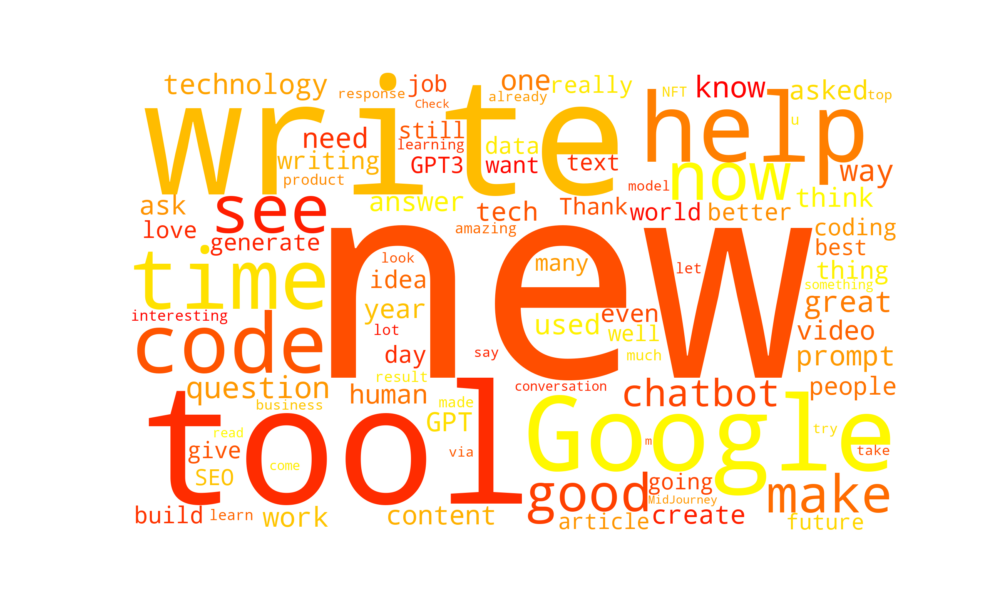 technology
response
job
Check
already
one
really
NFT
know
asked
top
write
help
u
need
still
learning
data
writing
GPT3
want
text
now
way
product
model
think
ask
see
answer
tech
Thank
world
better
love
generate
amazing
coding
best
new
time
look
idea
many
let
thing
something
year
used
even
great
interesting
lot
well
video
code
day
say
much
prompt
result
question
human
conversation
chatbot
people
business
made
tool
GPT
Google
read
try
give
via
m
take
SEO
come
good
going
make
MidJourney
build
learn
work
content
article
create
future